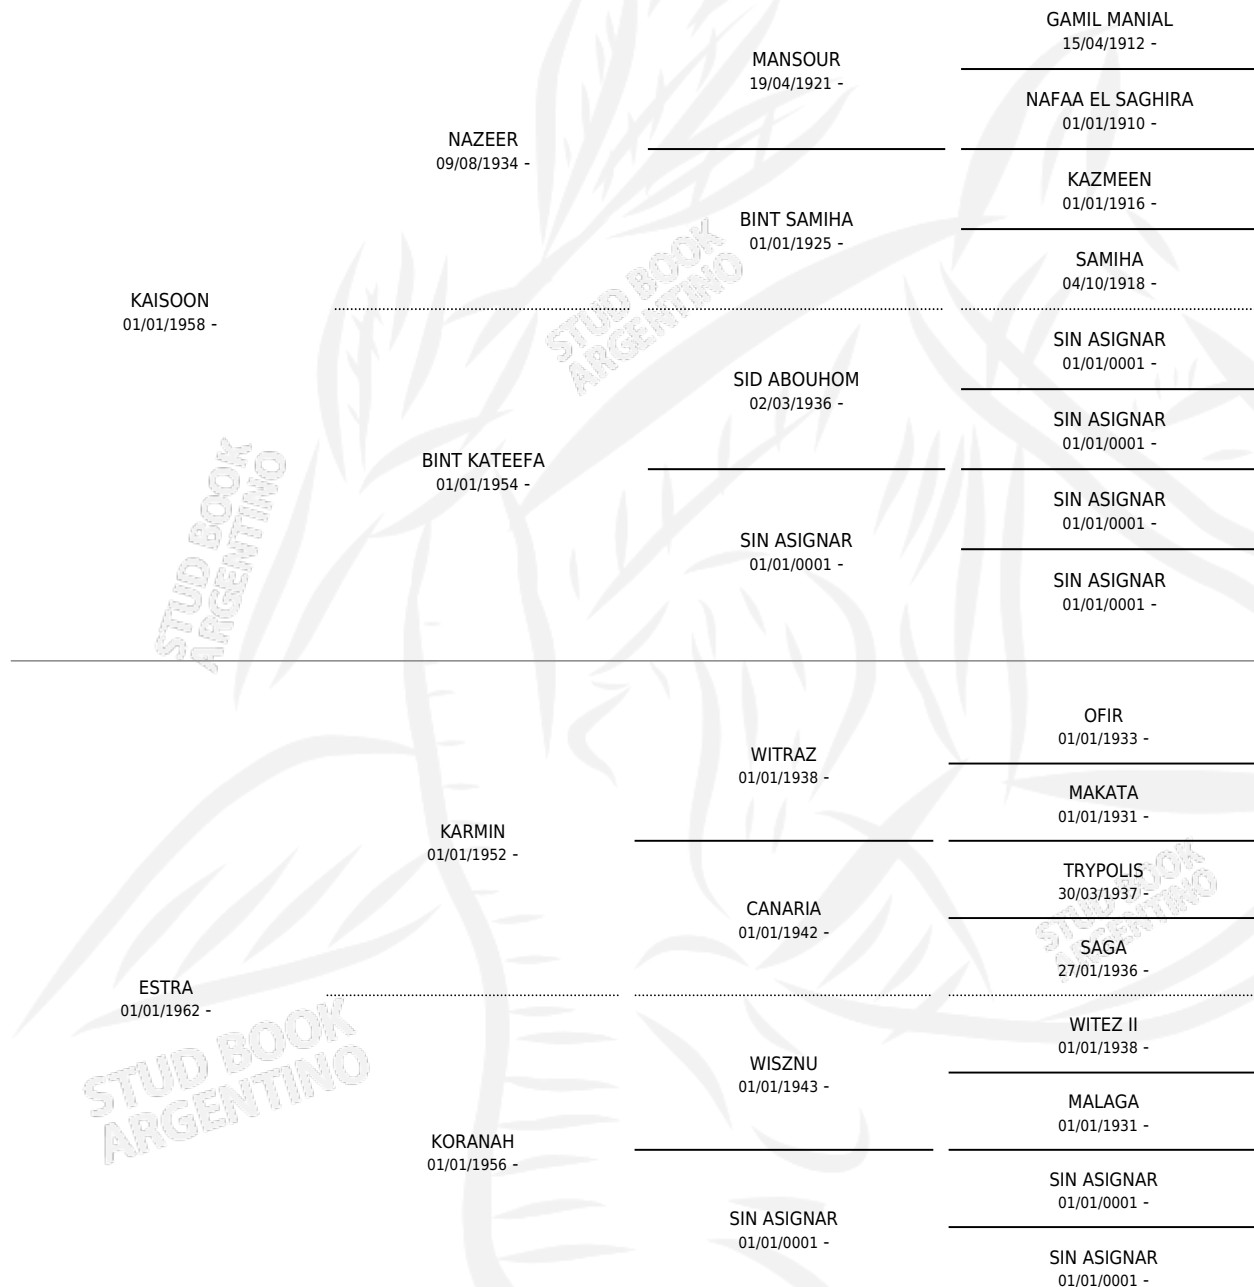 GAMIL MANIAL
15/04/1912 -
MANSOUR
19/04/1921 -
NAFAA EL SAGHIRA
01/01/1910 -
NAZEER
09/08/1934 -
KAZMEEN
01/01/1916 -
BINT SAMIHA
01/01/1925 -
SAMIHA
04/10/1918 -
KAISOON
01/01/1958 -
SIN ASIGNAR
01/01/0001 -
SID ABOUHOM
02/03/1936 -
SIN ASIGNAR
01/01/0001 -
BINT KATEEFA
01/01/1954 -
SIN ASIGNAR
01/01/0001 -
SIN ASIGNAR
01/01/0001 -
SIN ASIGNAR
01/01/0001 -
OFIR
01/01/1933 -
WITRAZ
01/01/1938 -
MAKATA
01/01/1931 -
KARMIN
01/01/1952 -
TRYPOLIS
30/03/1937 -
CANARIA
01/01/1942 -
SAGA
27/01/1936 -
ESTRA
01/01/1962 -
WITEZ II
01/01/1938 -
WISZNU
01/01/1943 -
MALAGA
01/01/1931 -
KORANAH
01/01/1956 -
SIN ASIGNAR
01/01/0001 -
SIN ASIGNAR
01/01/0001 -
SIN ASIGNAR
01/01/0001 -
STUD BOOK
ARGENTINO
STUD BOOK
ARGENTINO
STUD BOOK
ARGENTINO
STUD BOOK
ARGENTINO